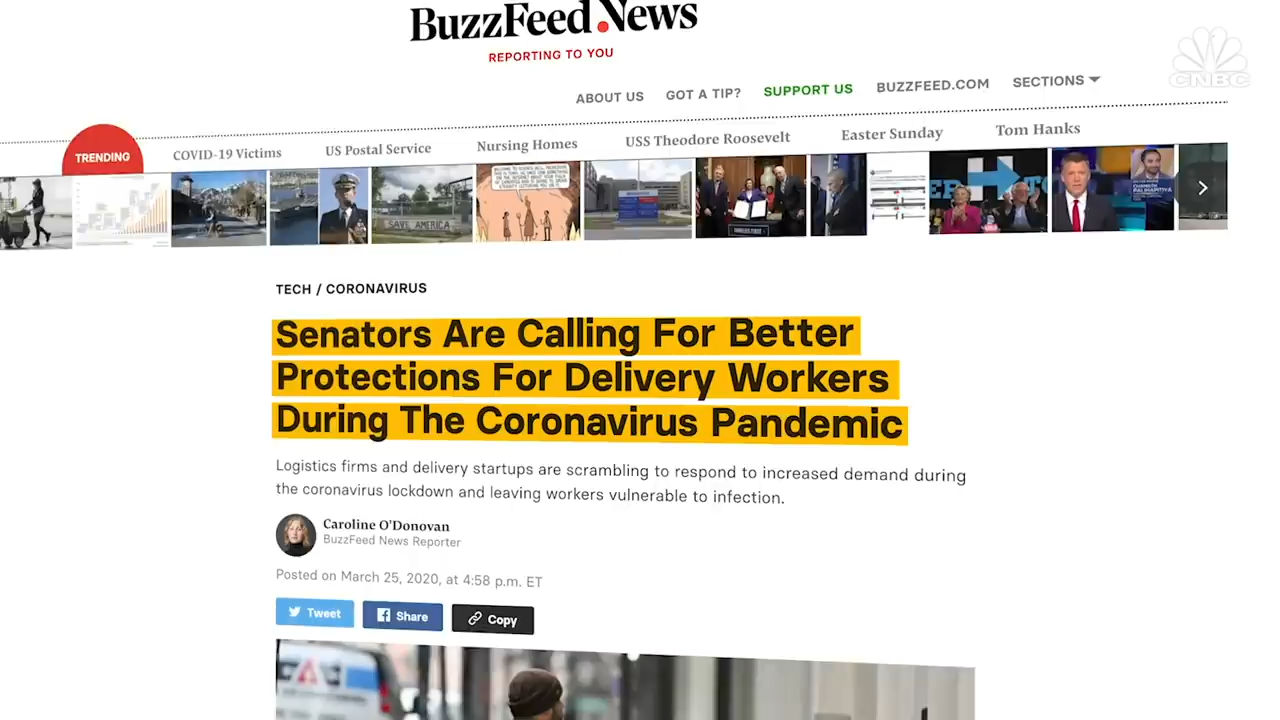 BuzzFeed News
REPORTING TO YOU
CNBC
ABOUT US GOT A TIP? SUPPORT US BUZZFEED.COM SECTIONS
TRENDING COVID-19 Victims US Postal Service Nursing Homes USS Theodore Roosevelt Easter Sunday Tom Hanks
SAVE AMERICA
TECH / CORONAVIRUS
Senators Are Calling For Better
Protections For Delivery Workers
During The Coronavirus Pandemic
Logistics firms and delivery startups are scrambling to respond to increased demand during
the coronavirus lockdown and leaving workers vulnerable to infection.
Caroline O'Donovan
BuzzFeed News Reporter
Posted on March 25, 2020, at 4:58 p.m. ET
Tweet Share Copy